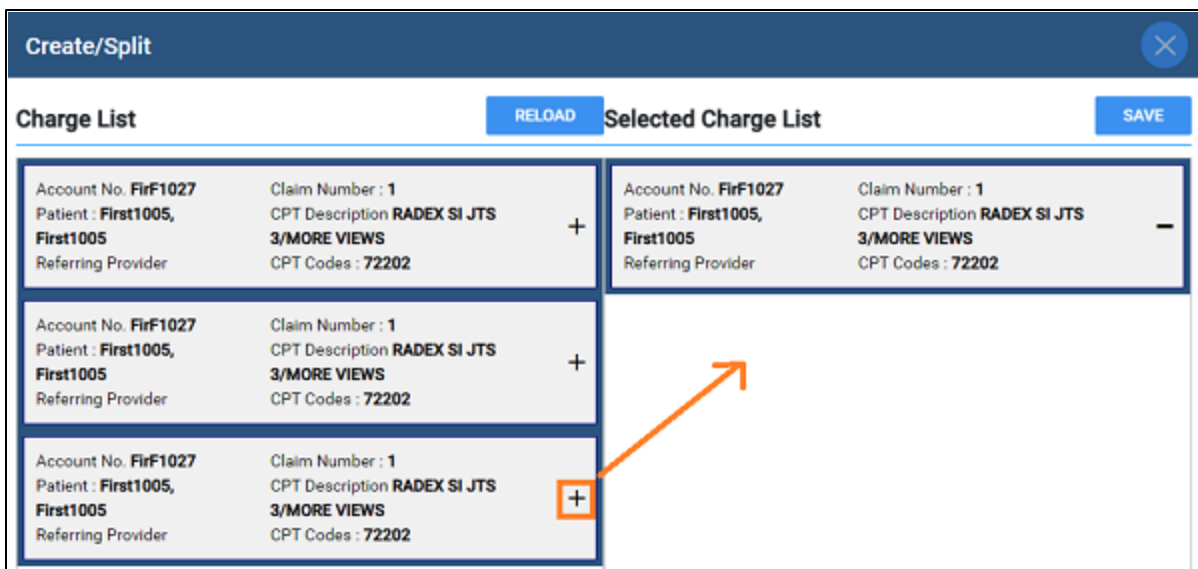 Create/Split
Charge List
RELOAD
Selected Charge List
SAVE
Account No. FirF1027
Patient : First1005,
First1005
Referring Provider
Claim Number : 1
CPT Description RADEX SI JTS
3/MORE VIEWS
CPT Codes : 72202
+
Account No. FirF1027
Patient : First1005,
First1005
Referring Provider
Claim Number : 1
CPT Description RADEX SI JTS
3/MORE VIEWS
CPT Codes : 72202
+
Account No. FirF1027
Patient : First1005,
First1005
Referring Provider
Claim Number : 1
CPT Description RADEX SI JTS
3/MORE VIEWS
CPT Codes : 72202
+
Account No. FirF1027
Patient : First1005,
First1005
Referring Provider
Claim Number : 1
CPT Description RADEX SI JTS
3/MORE VIEWS
CPT Codes : 72202
−